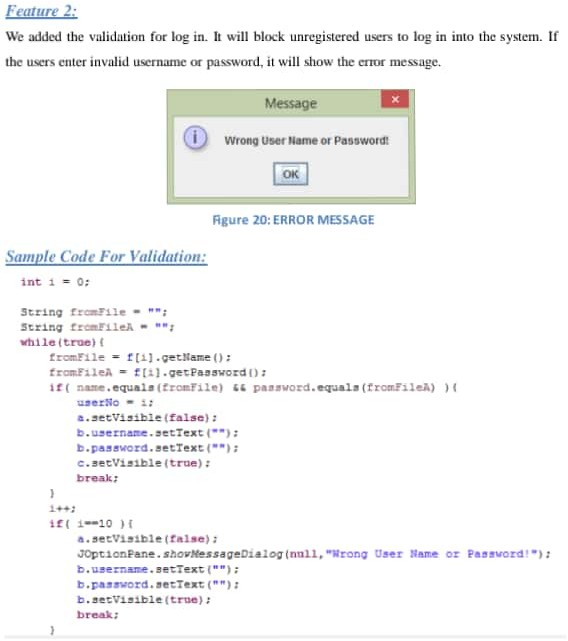 Feature 2:
We added the validation for log in. It will block unregistered users to log in into the system. If
the users enter invalid username or password, it will show the error message.
Message
x
i
Wrong User Name or Password!
OK
Figure 20: ERROR MESSAGE
Sample Code For Validation:
int i = 0;
String fromFile = "";
String fromFileA = "";
while(true){
fromFile = f[i].getName();
fromFileA = f[i].getPassword();
if( name.equals(fromFile) && password.equals(fromFileA) ){
userNo = i;
a.setVisible(false);
b.username.setText("");
b.password.setText("");
c.setVisible(true);
break;
}
i++;
if( i==10 ){
a.setVisible(false);
JOptionPane.showMessageDialog(null,"Wrong User Name or Password!");
b.username.setText("");
b.password.setText("");
b.setVisible(true);
break;
}